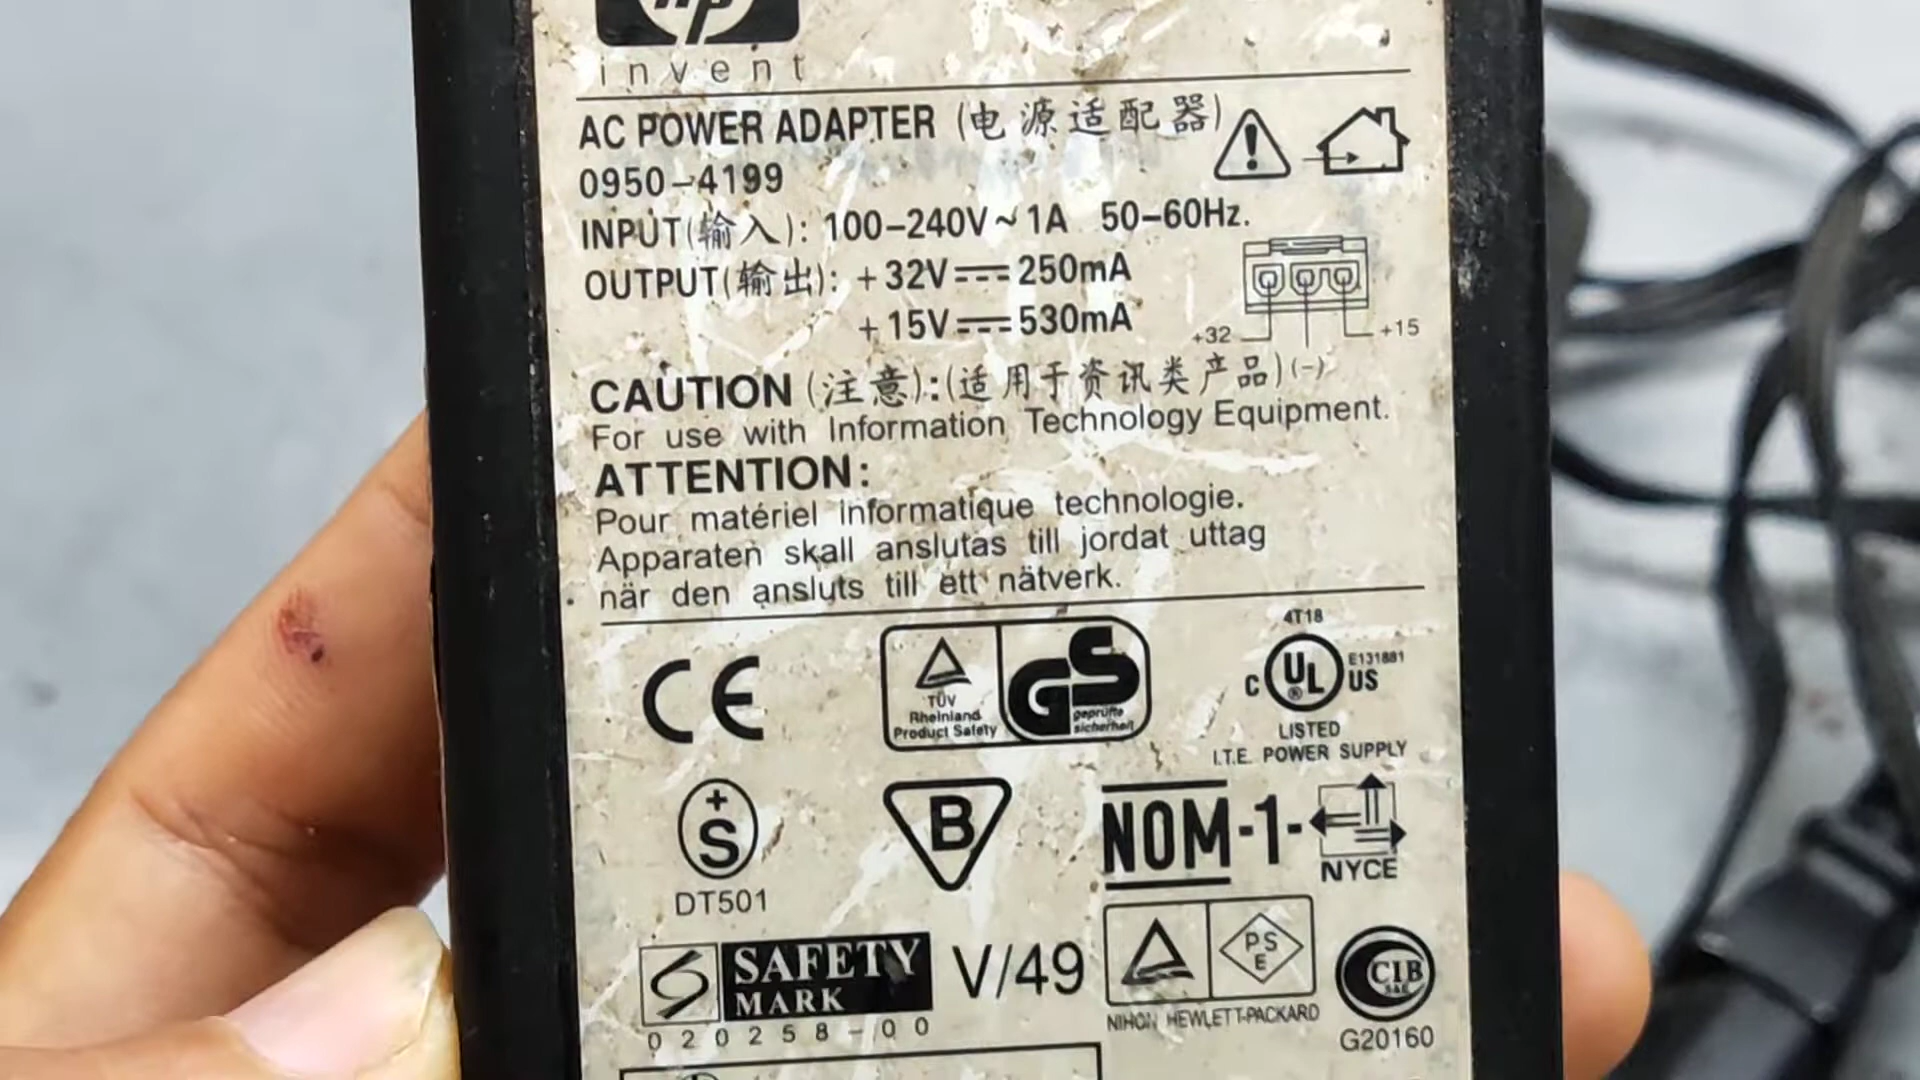 hp
invent
AC POWER ADAPTER (电源适配器)
0950-4199
INPUT(输入): 100-240V~1A 50-60Hz.
OUTPUT(输出): +32V⎓250mA
+15V⎓530mA
+32 +15
(-)
CAUTION (注意):(适用于资讯类产品)
For use with Information Technology Equipment.
ATTENTION:
Pour matériel informatique technologie.
Apparaten skall anslutas till jordat uttag
när den ansluts till ett nätverk.
CE
TÜV
Rheinland
Product Safety
GS
geprüfte
sicherheit
4T18
C UL ® US
E131881
LISTED
I.T.E. POWER SUPPLY
+S
DT501
B
NOM-1-
NYCE
SAFETY
MARK
020258-00
V/49
PS
E
NIHON HEWLETT-PACKARD
CIB
G20160